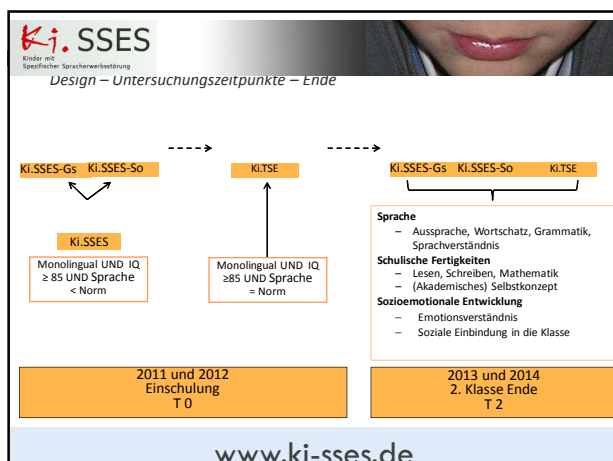 Ki.SSES
Kinder mit
Spezifischer Spracherwerbsstörung
Design – Untersuchungszeitpunkte – Ende
Ki.SSES-Gs Ki.SSES-So
Ki.TSE
Ki.SSES-Gs Ki.SSES-So Ki.TSE
Ki.SSES
Monolingual UND IQ
≥ 85 UND Sprache
< Norm
Monolingual UND IQ
≥85 UND Sprache
= Norm
Sprache
– Aussprache, Wortschatz, Grammatik,
Sprachverständnis
Schulische Fertigkeiten
– Lesen, Schreiben, Mathematik
– (Akademisches) Selbstkonzept
Sozioemotionale Entwicklung
– Emotionsverständnis
– Soziale Einbindung in die Klasse
2011 und 2012
Einschulung
T 0
2013 und 2014
2. Klasse Ende
T 2
www.ki-sses.de